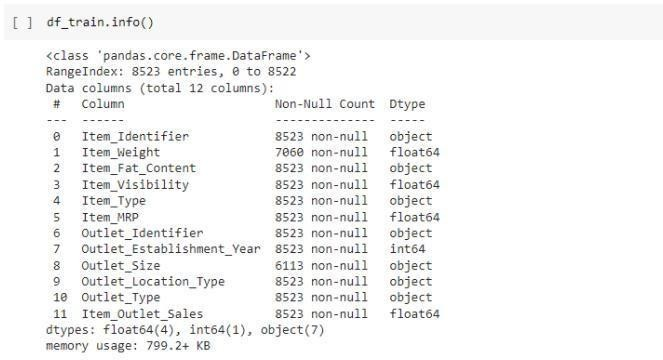 [ ] df_train.info()
<class 'pandas.core.frame.DataFrame'>
RangeIndex: 8523 entries, 0 to 8522
Data columns (total 12 columns):
 #   Column                     Non-Null Count  Dtype
---  ------                     --------------  -----
 0   Item_Identifier            8523 non-null   object
 1   Item_Weight                7060 non-null   float64
 2   Item_Fat_Content           8523 non-null   object
 3   Item_Visibility            8523 non-null   float64
 4   Item_Type                  8523 non-null   object
 5   Item_MRP                   8523 non-null   float64
 6   Outlet_Identifier          8523 non-null   object
 7   Outlet_Establishment_Year  8523 non-null   int64
 8   Outlet_Size                6113 non-null   object
 9   Outlet_Location_Type       8523 non-null   object
 10  Outlet_Type                8523 non-null   object
 11  Item_Outlet_Sales          8523 non-null   float64
dtypes: float64(4), int64(1), object(7)
memory usage: 799.2+ KB